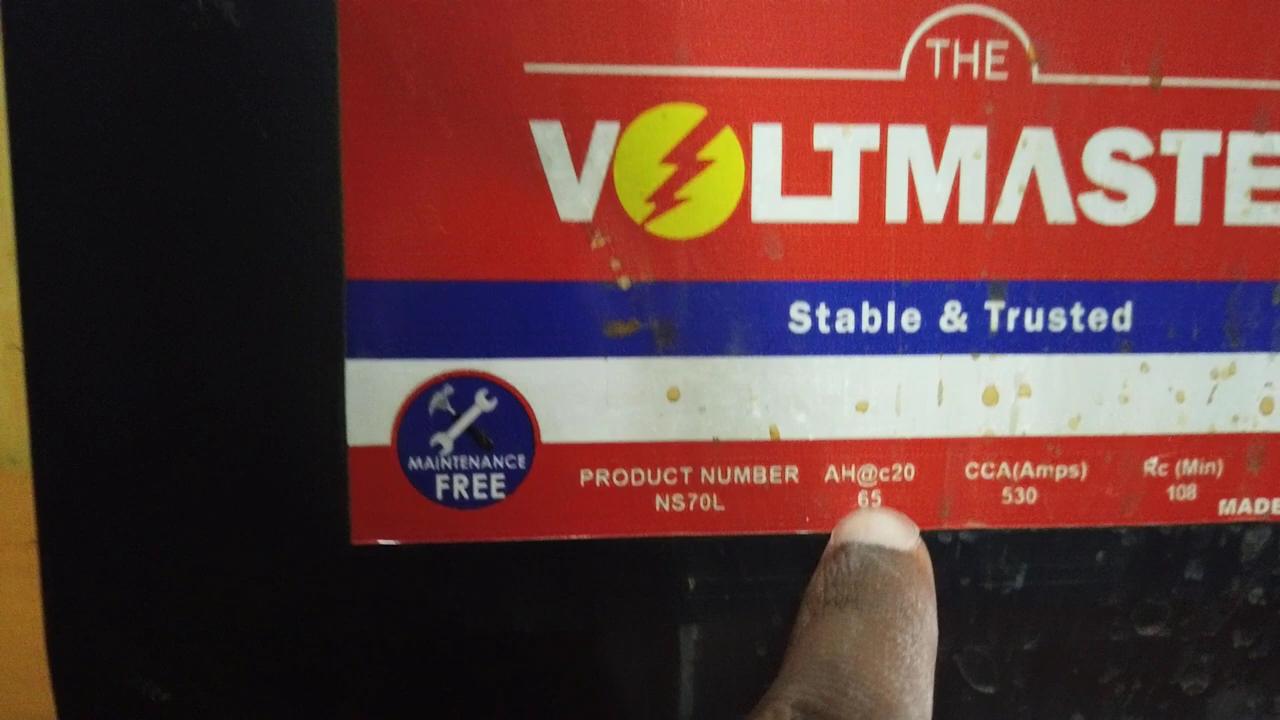 THE
VOLTMASTE
Stable & Trusted
MAINTENANCE
FREE
PRODUCT NUMBER AH@c20 CCA(Amps) Rc (Min)
NS70L 65 530 108
MADE